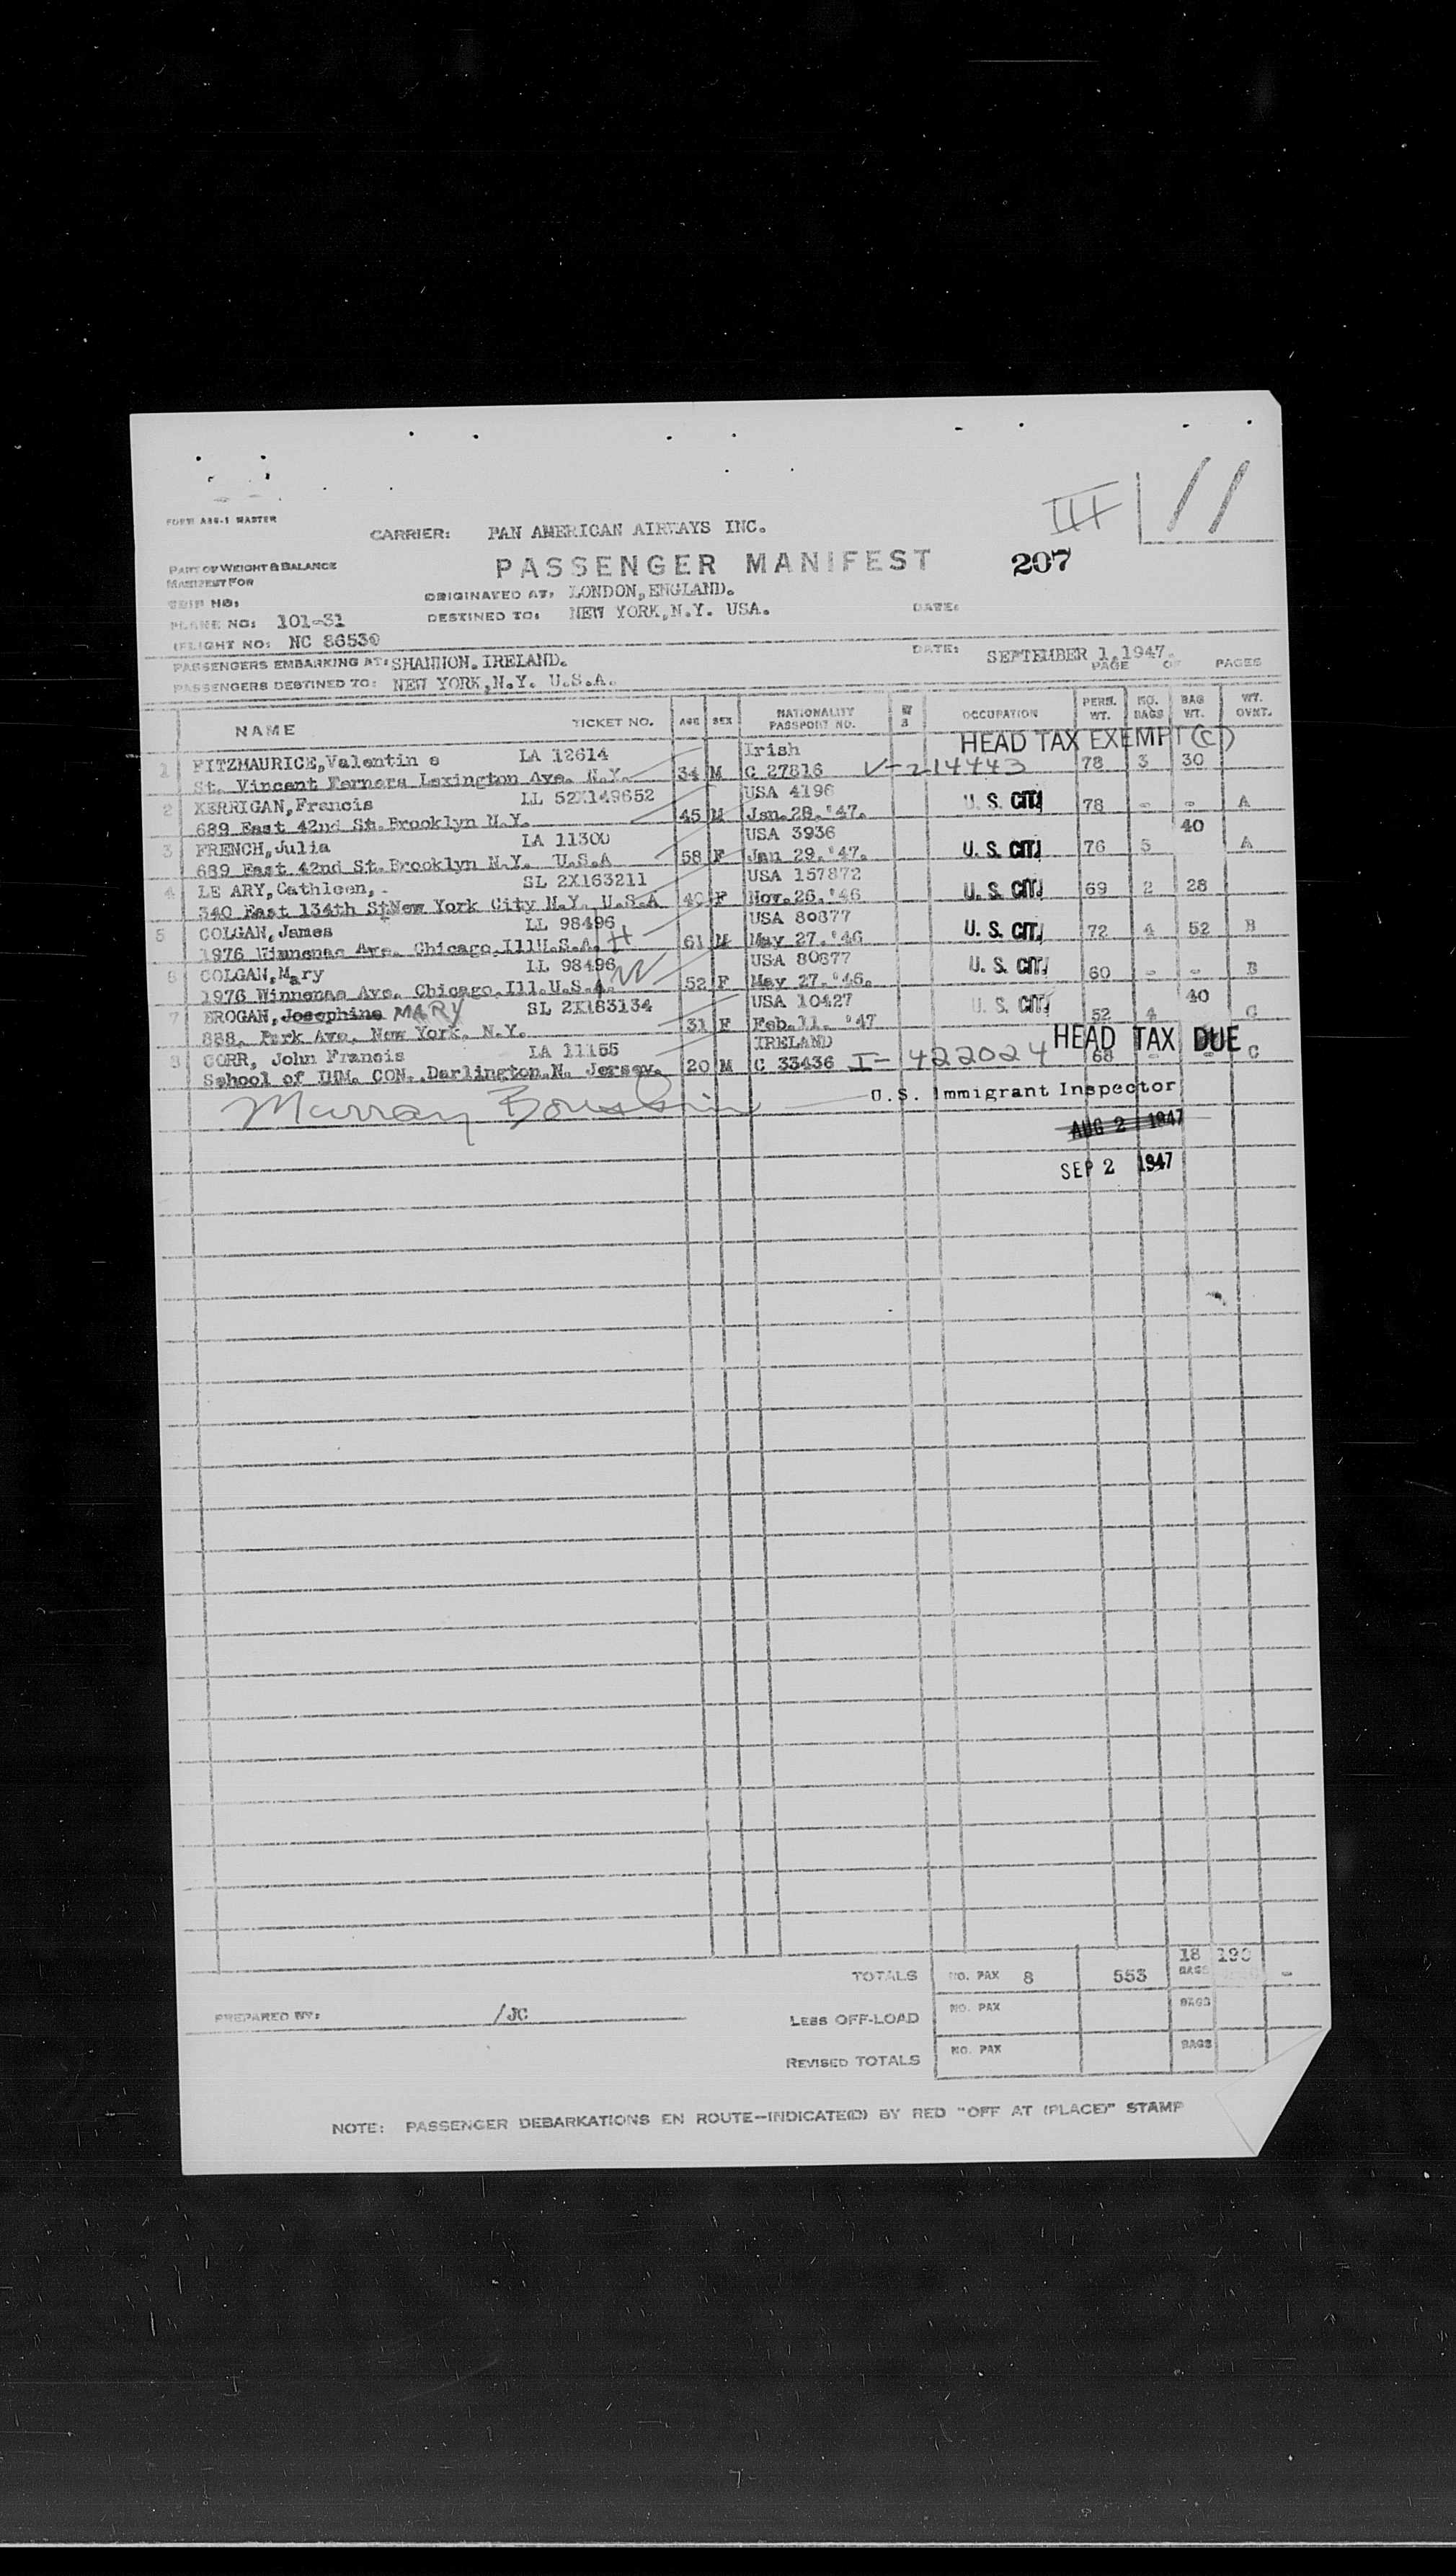 III 11
FORM A86-1 MASTER
CARRIER: PAN AMERICAN AIRWAYS INC.
PASSENGER MANIFEST 207
PART OF WEIGHT & BALANCE
MANIFEST FOR
ORIGINATED AT: LONDON, ENGLAND.
TRIP NO:
DESTINED TO: NEW YORK, N.Y. USA. DATE:
PLANE NO: 101-31
FLIGHT NO: NC 86530
PASSENGERS EMBARKING AT: SHANNON. IRELAND. DATE: SEPTEMBER 1.1947.
PASSENGERS DESTINED TO: NEW YORK,N.Y. U.S.A. PAGE OF PAGES
NAME TICKET NO. AGE SEX NATIONALITY PASSPORT NO. OCCUPATION PERS. WT. NO. BAGS BAG WT. WT. OVNT.
1 FITZMAURICE,Valentin e LA 12614 Irish HEAD TAX EXEMPT (C)
St. Vincent Ferners Lexington Ave. N.Y. 34 M C 27816 V-214443 78 3 30
2 KERRIGAN,Francis LL 52X149652 USA 4196
689 East 42nd St. Brooklyn N.Y. 45 M Jan.28.'47. U. S. CIT. 78 - - A
3 FRENCH,Julia LA 11300 USA 3936 40
689 East 42nd St. Brooklyn N.Y. U.S.A 58 F Jan 29.'47. U. S. CIT. 76 5 A
4 LE ARY,Cathleen,. SL 2X163211 USA 157872
340 East 134th St New York City N.Y. U.S.A 40 F Nov.26.'46 U. S. CIT. 69 2 28
5 COLGAN,James LL 98496 USA 80877
1976 Winnenas Ave. Chicago,Ill U.S.A. H 61 M May 27.'46 U. S. CIT. 72 4 52 B
6 COLGAN,Mary LL 98496 USA 80877
1976 Winnenas Ave. Chicago,Ill.U.S.A. W 52 F May 27.'46. U. S. CIT. 60 - - B
7 BROGAN,Josephine MARY SL 2X163134 USA 10427 40
888. Park Ave. New York. N.Y. 31 F Feb.11. '47 U. S. CIT. 52 4 C
8 CORR, John Francis LA 11155 IRELAND HEAD TAX DUE
School of IMM. CON. Darlington.N. Jersey. 20 M C 33436 I-422024 68 - - C
Murray U.S. Immigrant Inspector
AUG 21 1947
SEP 2 1947
TOTALS NO. PAX 8 553 18 BAGS 190 -
PREPARED BY: /JC
LESS OFF-LOAD NO. PAX BAGS
REVISED TOTALS NO. PAX BAGS
NOTE: PASSENGER DEBARKATIONS EN ROUTE—INDICATE(D) BY RED "OFF AT (PLACE)" STAMP